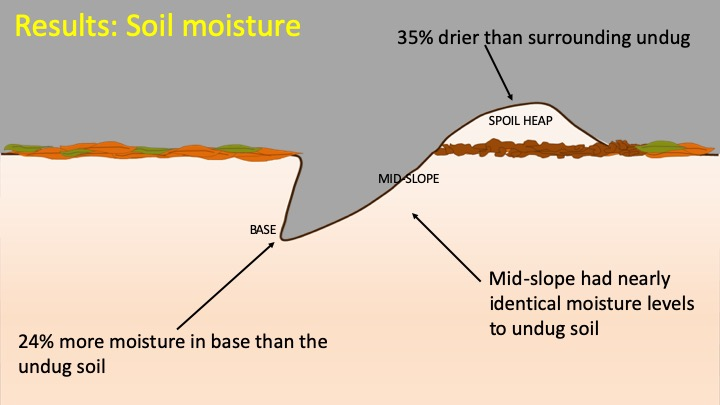 Results: Soil moisture
35% drier than surrounding undug
SPOIL HEAP
MID-SLOPE
BASE
Mid-slope had nearly
identical moisture levels
to undug soil
24% more moisture in base than the
undug soil